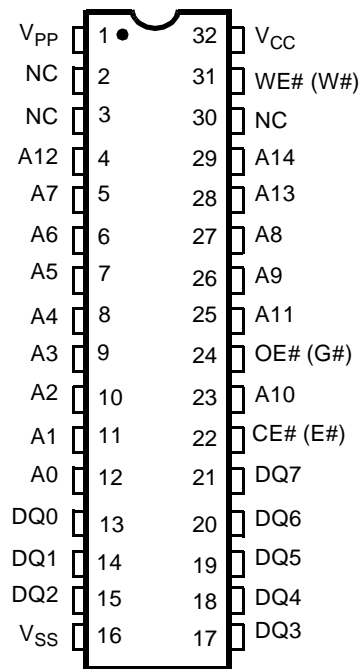 VPP 1 32 VCC
NC 2 31 WE# (W#)
NC 3 30 NC
A12 4 29 A14
A7 5 28 A13
A6 6 27 A8
A5 7 26 A9
A4 8 25 A11
A3 9 24 OE# (G#)
A2 10 23 A10
A1 11 22 CE# (E#)
A0 12 21 DQ7
DQ0 13 20 DQ6
DQ1 14 19 DQ5
DQ2 15 18 DQ4
VSS 16 17 DQ3